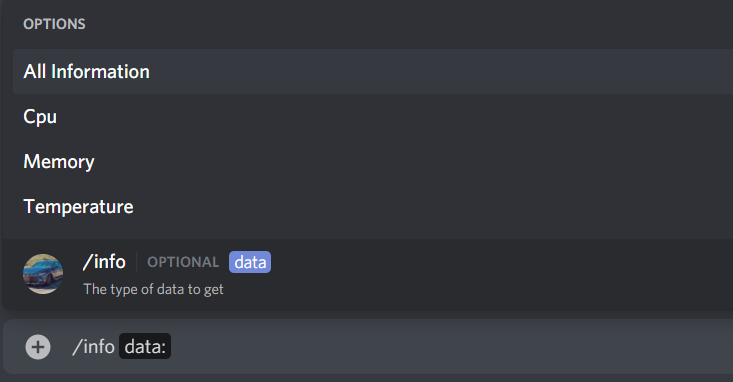 OPTIONS
All Information
Cpu
Memory
Temperature
/info OPTIONAL data
The type of data to get
/info data: